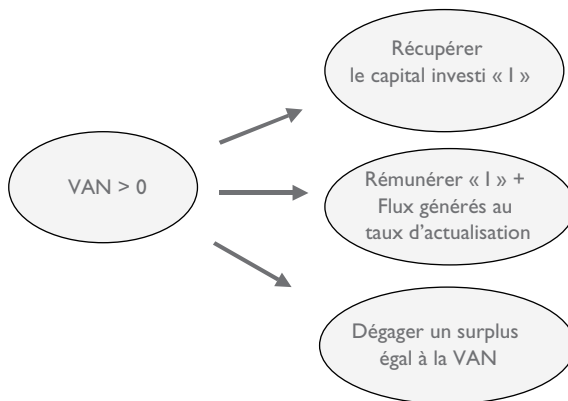 Récupérer
le capital investi « I »
VAN > 0
Rémunérer « I » +
Flux générés au
taux d’actualisation
Dégager un surplus
égal à la VAN